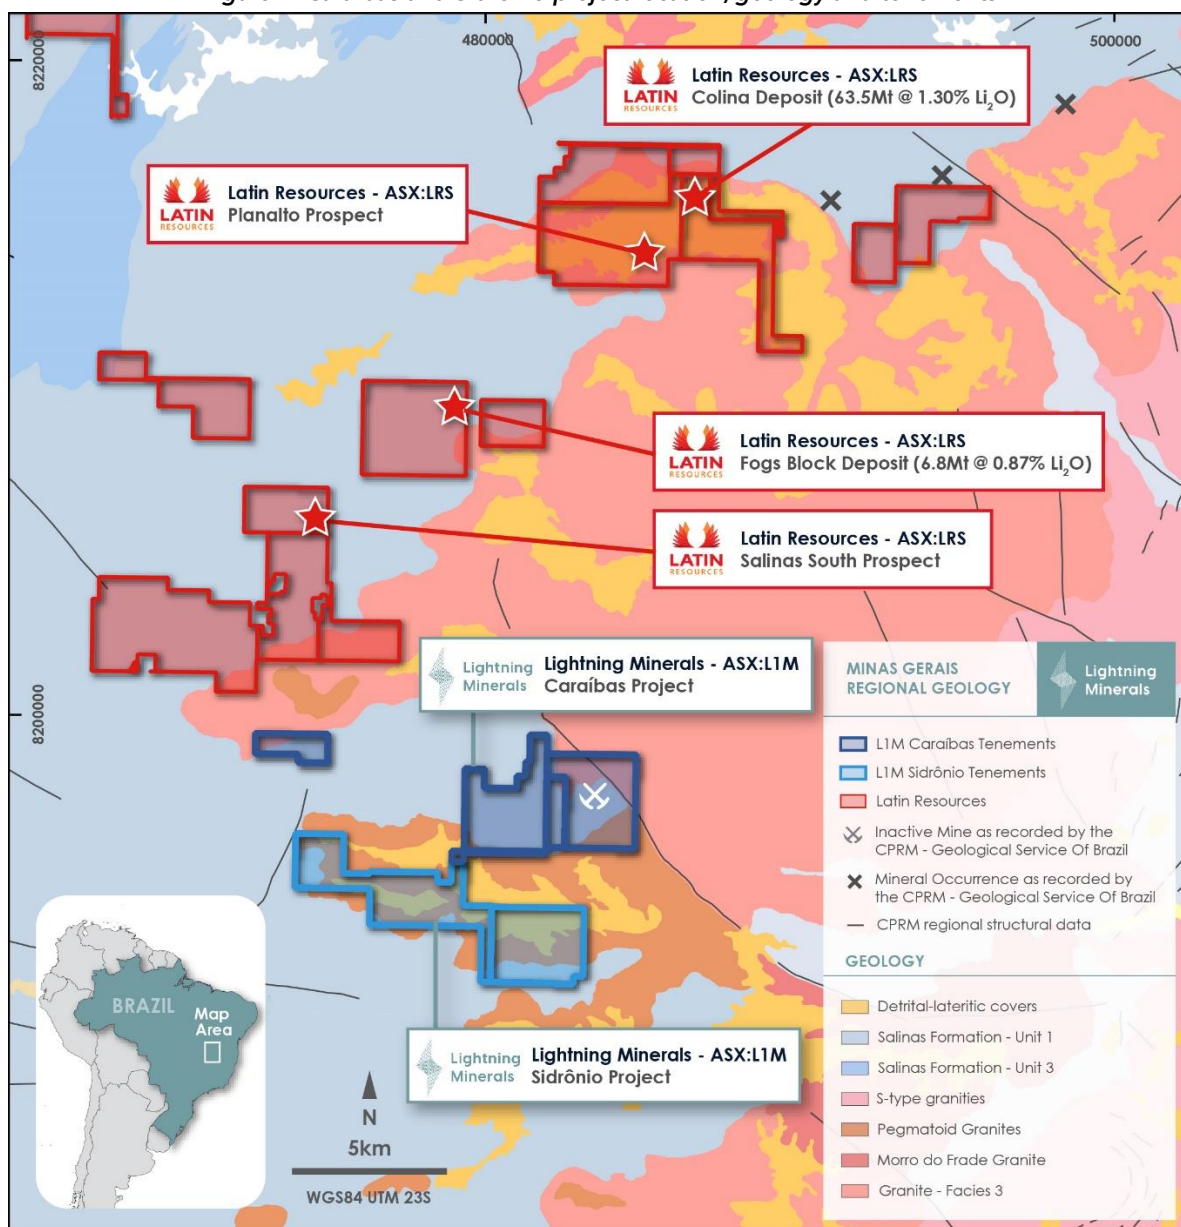 480000
500000
8220000
LATIN
RESOURCES
Latin Resources - ASX:LRS
Colina Deposit (63.5Mt @ 1.30% Li₂O)
LATIN
RESOURCES
Latin Resources - ASX:LRS
Planalto Prospect
LATIN
RESOURCES
Latin Resources - ASX:LRS
Fogs Block Deposit (6.8Mt @ 0.87% Li₂O)
LATIN
RESOURCES
Latin Resources - ASX:LRS
Salinas South Prospect
8200000
Lightning
Minerals
Lightning Minerals - ASX:L1M
Caraíbas Project
MINAS GERAIS
REGIONAL GEOLOGY
Lightning
Minerals
L1M Caraíbas Tenements
L1M Sidrônio Tenements
Latin Resources
Inactive Mine as recorded by the
CPRM - Geological Service Of Brazil
Mineral Occurrence as recorded by
the CPRM - Geological Service Of Brazil
CPRM regional structural data
GEOLOGY
Detrital-lateritic covers
Salinas Formation - Unit 1
Salinas Formation - Unit 3
S-type granities
Pegmatoid Granites
Morro do Frade Granite
Granite - Facies 3
BRAZIL
Map
Area
Lightning
Minerals
Lightning Minerals - ASX:L1M
Sidrônio Project
N
5km
WGS84 UTM 23S